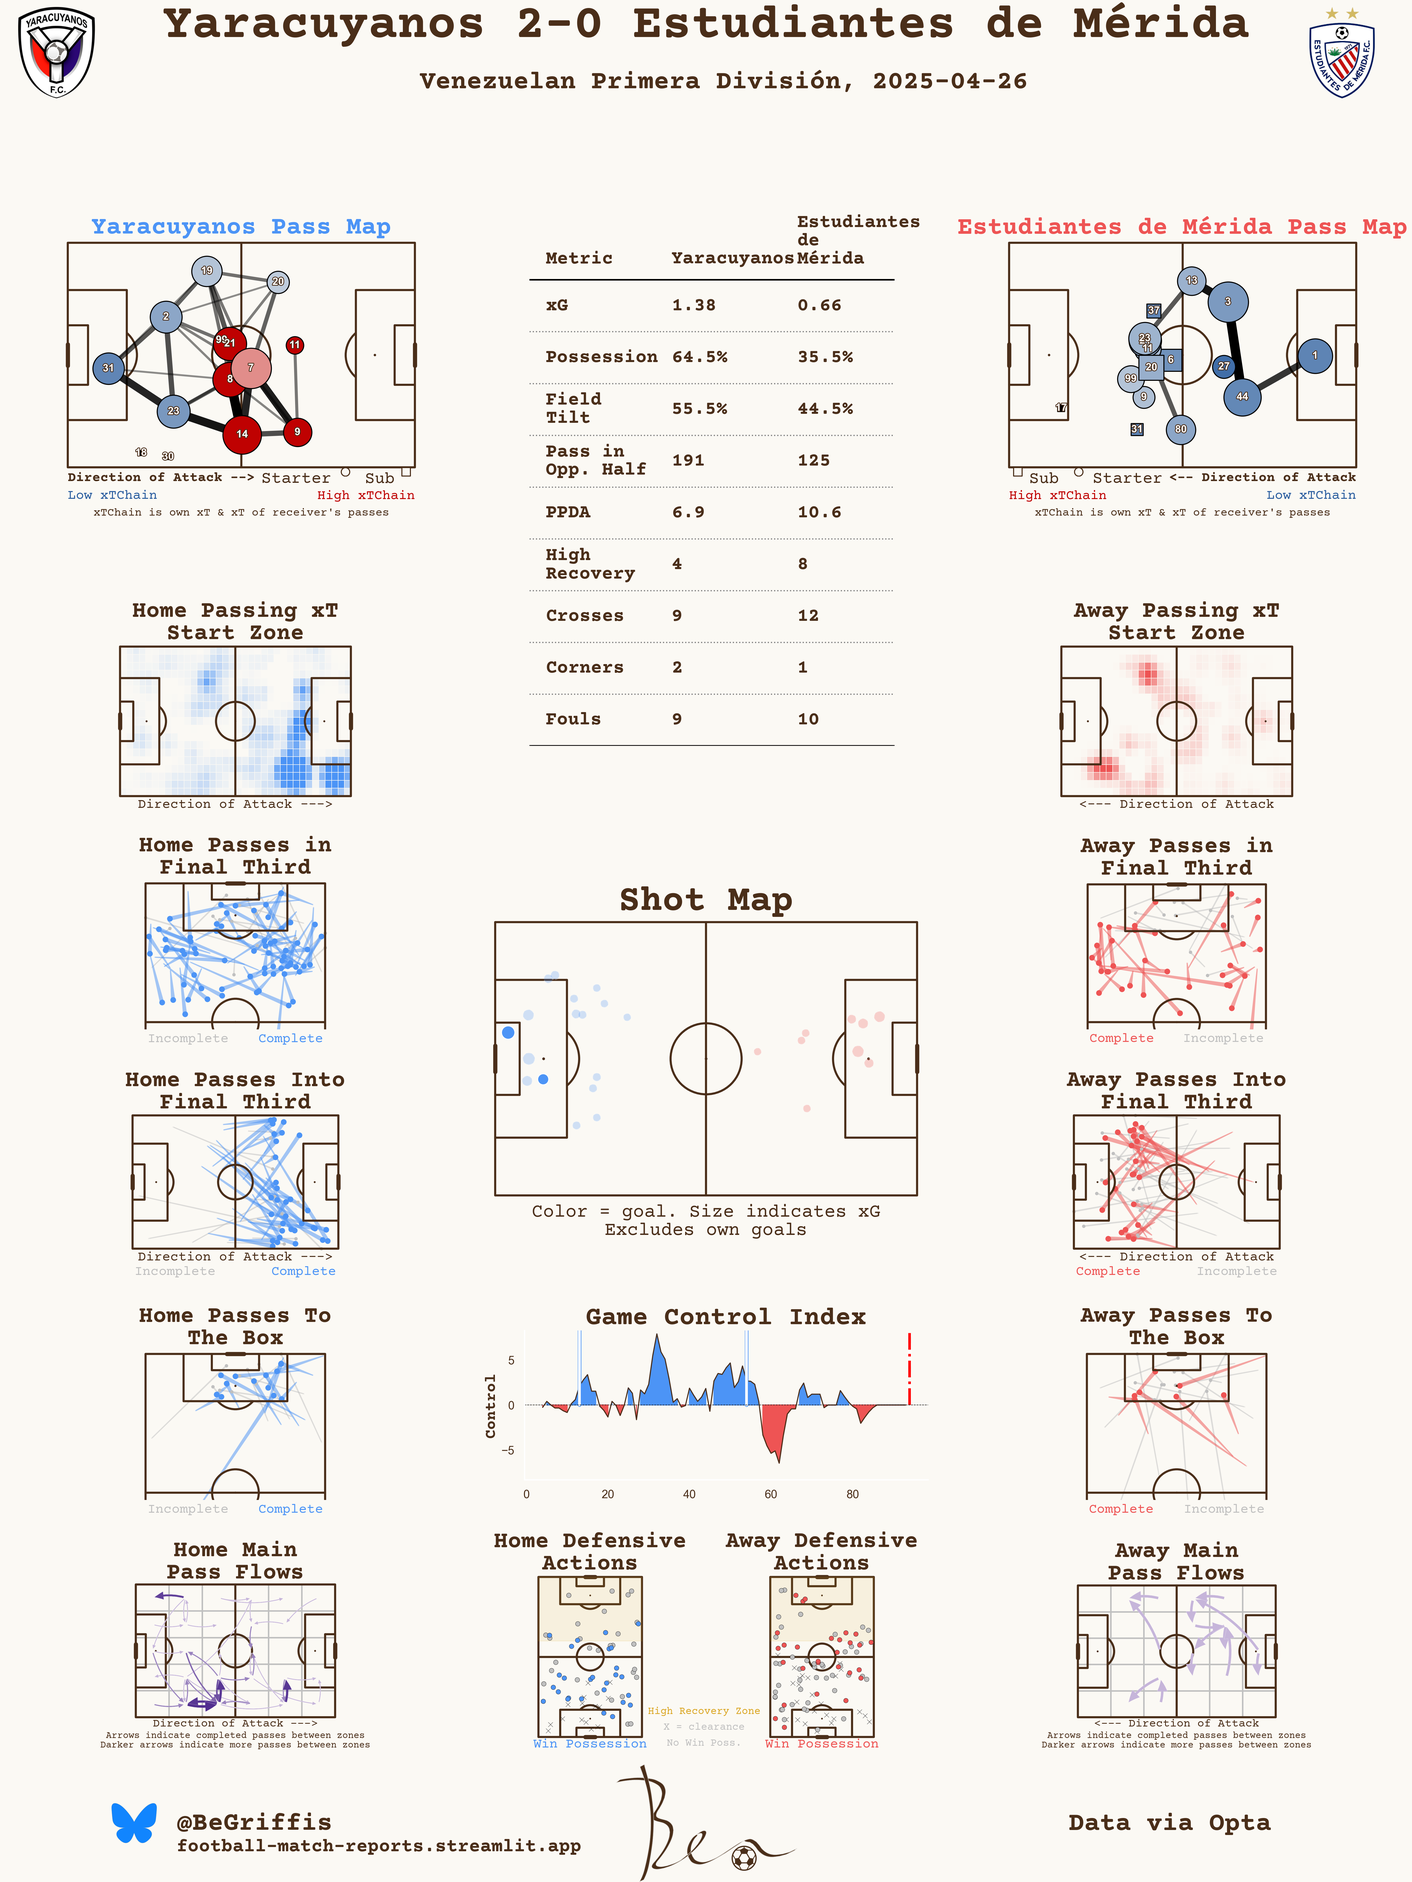 Yaracuyanos 2-0 Estudiantes de Mérida
Venezuelan Primera División, 2025-04-26
YARACUYANOS
F.C.
ESTUDIANTES DE MERIDA F.C.
Yaracuyanos Pass Map
19
20
2
99
21
11
31
8
7
23
14
9
18
30
Direction of Attack --> Starter Sub
Low xTChain High xTChain
xTChain is own xT & xT of receiver's passes
Metric Yaracuyanos Estudiantes de Mérida
xG 1.38 0.66
Possession 64.5% 35.5%
Field Tilt 55.5% 44.5%
Pass in Opp. Half 191 125
PPDA 6.9 10.6
High Recovery 4 8
Crosses 9 12
Corners 2 1
Fouls 9 10
Estudiantes de Mérida Pass Map
13
3
37
23
11
6
20
27
1
99
9
44
17
31
80
Sub Starter <-- Direction of Attack
High xTChain Low xTChain
xTChain is own xT & xT of receiver's passes
Home Passing xT
Start Zone
Direction of Attack --->
Away Passing xT
Start Zone
<--- Direction of Attack
Home Passes in
Final Third
Incomplete Complete
Away Passes in
Final Third
Complete Incomplete
Shot Map
Color = goal. Size indicates xG
Excludes own goals
Home Passes Into
Final Third
Direction of Attack --->
Incomplete Complete
Away Passes Into
Final Third
<--- Direction of Attack
Complete Incomplete
Home Passes To
The Box
Incomplete Complete
Game Control Index
Control
5
0
−5
0 20 40 60 80
Away Passes To
The Box
Complete Incomplete
Home Main
Pass Flows
Direction of Attack --->
Arrows indicate completed passes between zones
Darker arrows indicate more passes between zones
Home Defensive
Actions
Win Possession
Away Defensive
Actions
Win Possession
High Recovery Zone
X = clearance
No Win Poss.
Away Main
Pass Flows
<--- Direction of Attack
Arrows indicate completed passes between zones
Darker arrows indicate more passes between zones
@BeGriffis
football-match-reports.streamlit.app
Ben
Data via Opta